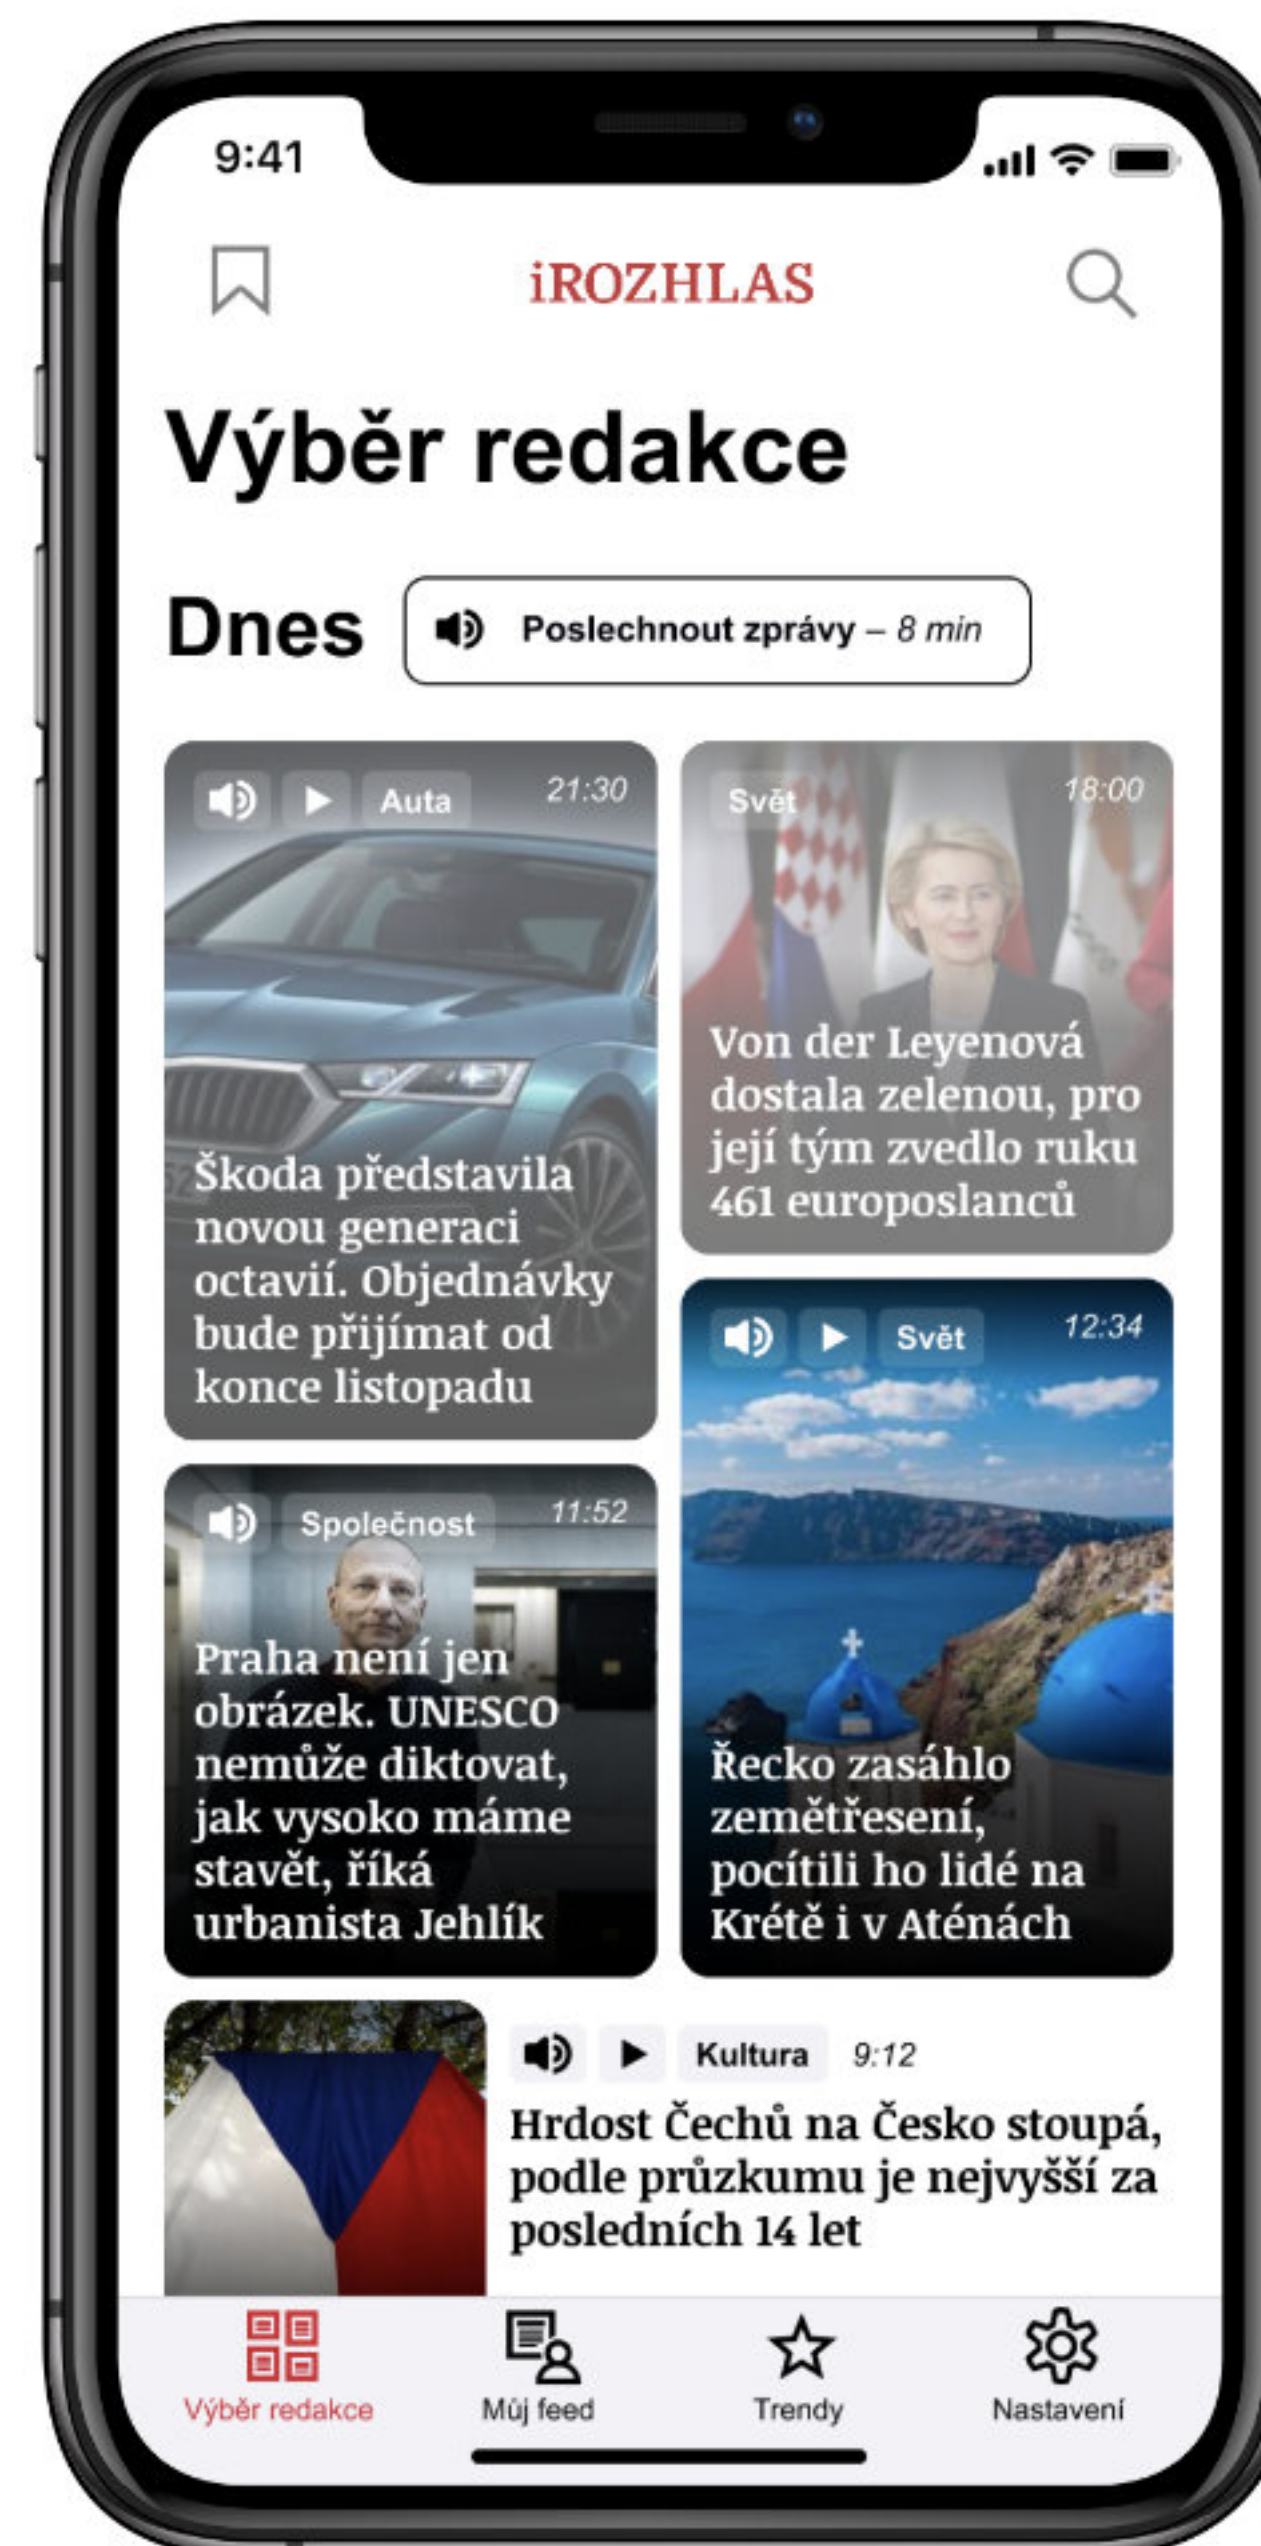 9:41
iROZHLAS
Výběr redakce
Dnes
Poslechnout zprávy – 8 min
Auta
21:30
Škoda představila
novou generaci
octavií. Objednávky
bude přijímat od
konce listopadu
Svět
18:00
Von der Leyenová
dostala zelenou, pro
její tým zvedlo ruku
461 europoslanců
Společnost
11:52
Praha není jen
obrázek. UNESCO
nemůže diktovat,
jak vysoko máme
stavět, říká
urbanista Jehlík
Svět
12:34
Řecko zasáhlo
zemětřesení,
pocítili ho lidé na
Krétě i v Aténách
Kultura 9:12
Hrdost Čechů na Česko stoupá,
podle průzkumu je nejvyšší za
posledních 14 let
Výběr redakce
Můj feed
Trendy
Nastavení